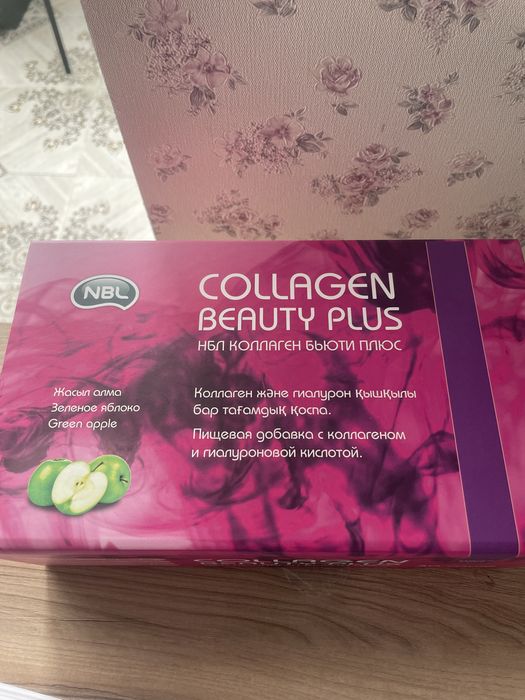 NBL
COLLAGEN
BEAUTY PLUS
НБЛ КОЛЛАГЕН БЬЮТИ ПЛЮС
Жасыл алма
Зеленое яблоко
Green apple
Коллаген және гиалурон қышқылы
бар тағамдық қоспа.
Пищевая добавка с коллагеном
и гиалуроновой кислотой.
COLLAGEN